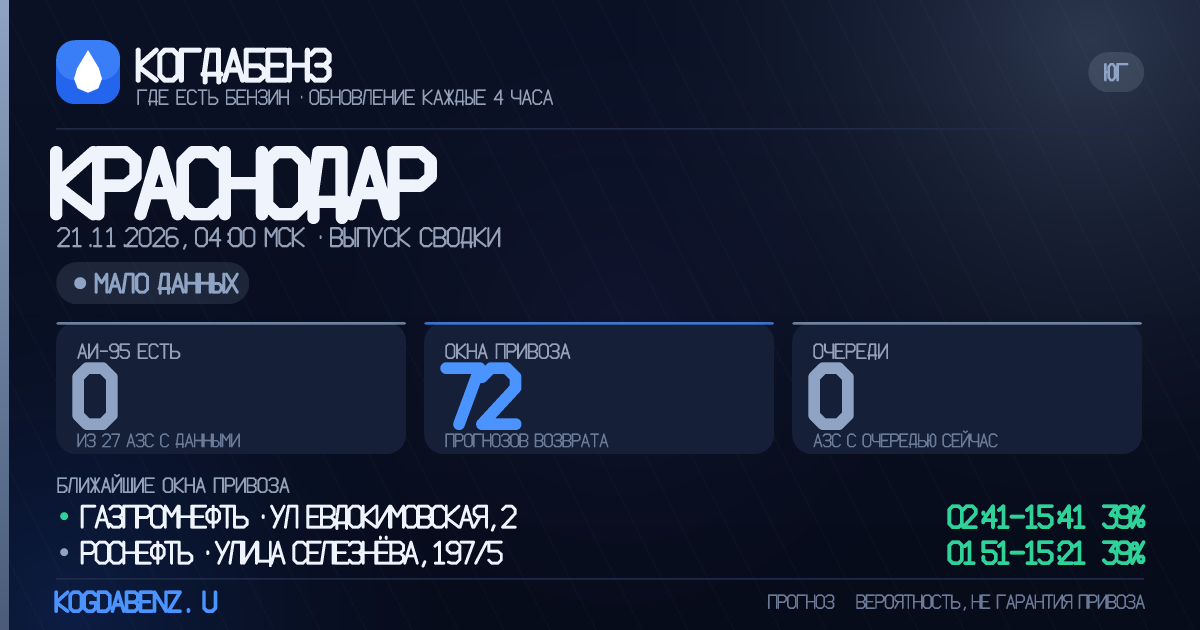 КОГДАБЕНЗ
ГДЕ ЕСТЬ БЕНЗИН · ОБНОВЛЕНИЕ КАЖДЫЕ 4 ЧАСА
ЮГ
КРАСНОДАР
21.11.2026, 04:00 МСК · ВЫПУСК СВОДКИ
МАЛО ДАННЫХ
АИ-95 ЕСТЬ
0
ИЗ 27 АЗС С ДАННЫМИ
ОКНА ПРИВОЗА
72
ПРОГНОЗОВ ВОЗВРАТА
ОЧЕРЕДИ
0
АЗС С ОЧЕРЕДЬЮ СЕЙЧАС
БЛИЖАЙШИЕ ОКНА ПРИВОЗА
• ГАЗПРОМНЕФТЬ · УЛ ЕВДОКИМОВСКАЯ, 2 02:41–15:41 39%
• РОСНЕФТЬ · УЛИЦА СЕЛЕЗНЁВА, 197/5 01:51–15:21 39%
KOGDABENZ. U
ПРОГНОЗ ВЕРОЯТНОСТЬ, НЕ ГАРАНТИЯ ПРИВОЗА